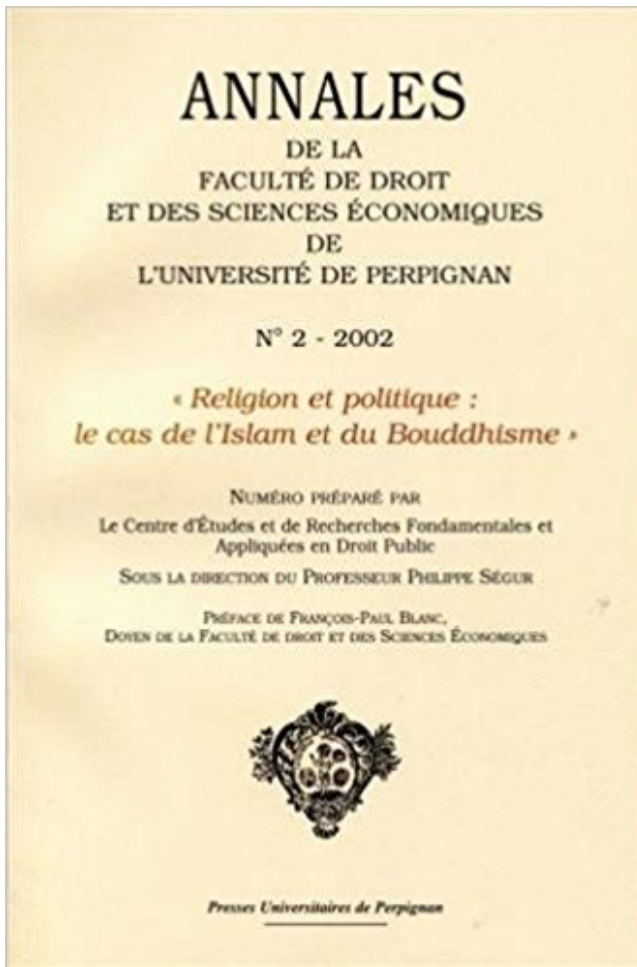 ANNALES
DE LA
FACULTÉ DE DROIT
ET DES SCIENCES ÉCONOMIQUES
DE
L'UNIVERSITÉ DE PERPIGNAN
N° 2 - 2002
« Religion et politique :
le cas de l'Islam et du Bouddhisme »
NUMÉRO PRÉPARÉ PAR
Le Centre d'Études et de Recherches Fondamentales et
Appliquées en Droit Public
SOUS LA DIRECTION DU PROFESSEUR PHILIPPE SÉGUR
PRÉFACE DE FRANÇOIS-PAUL BLANC,
DOYEN DE LA FACULTÉ DE DROIT ET DES SCIENCES ÉCONOMIQUES
Presses Universitaires de Perpignan